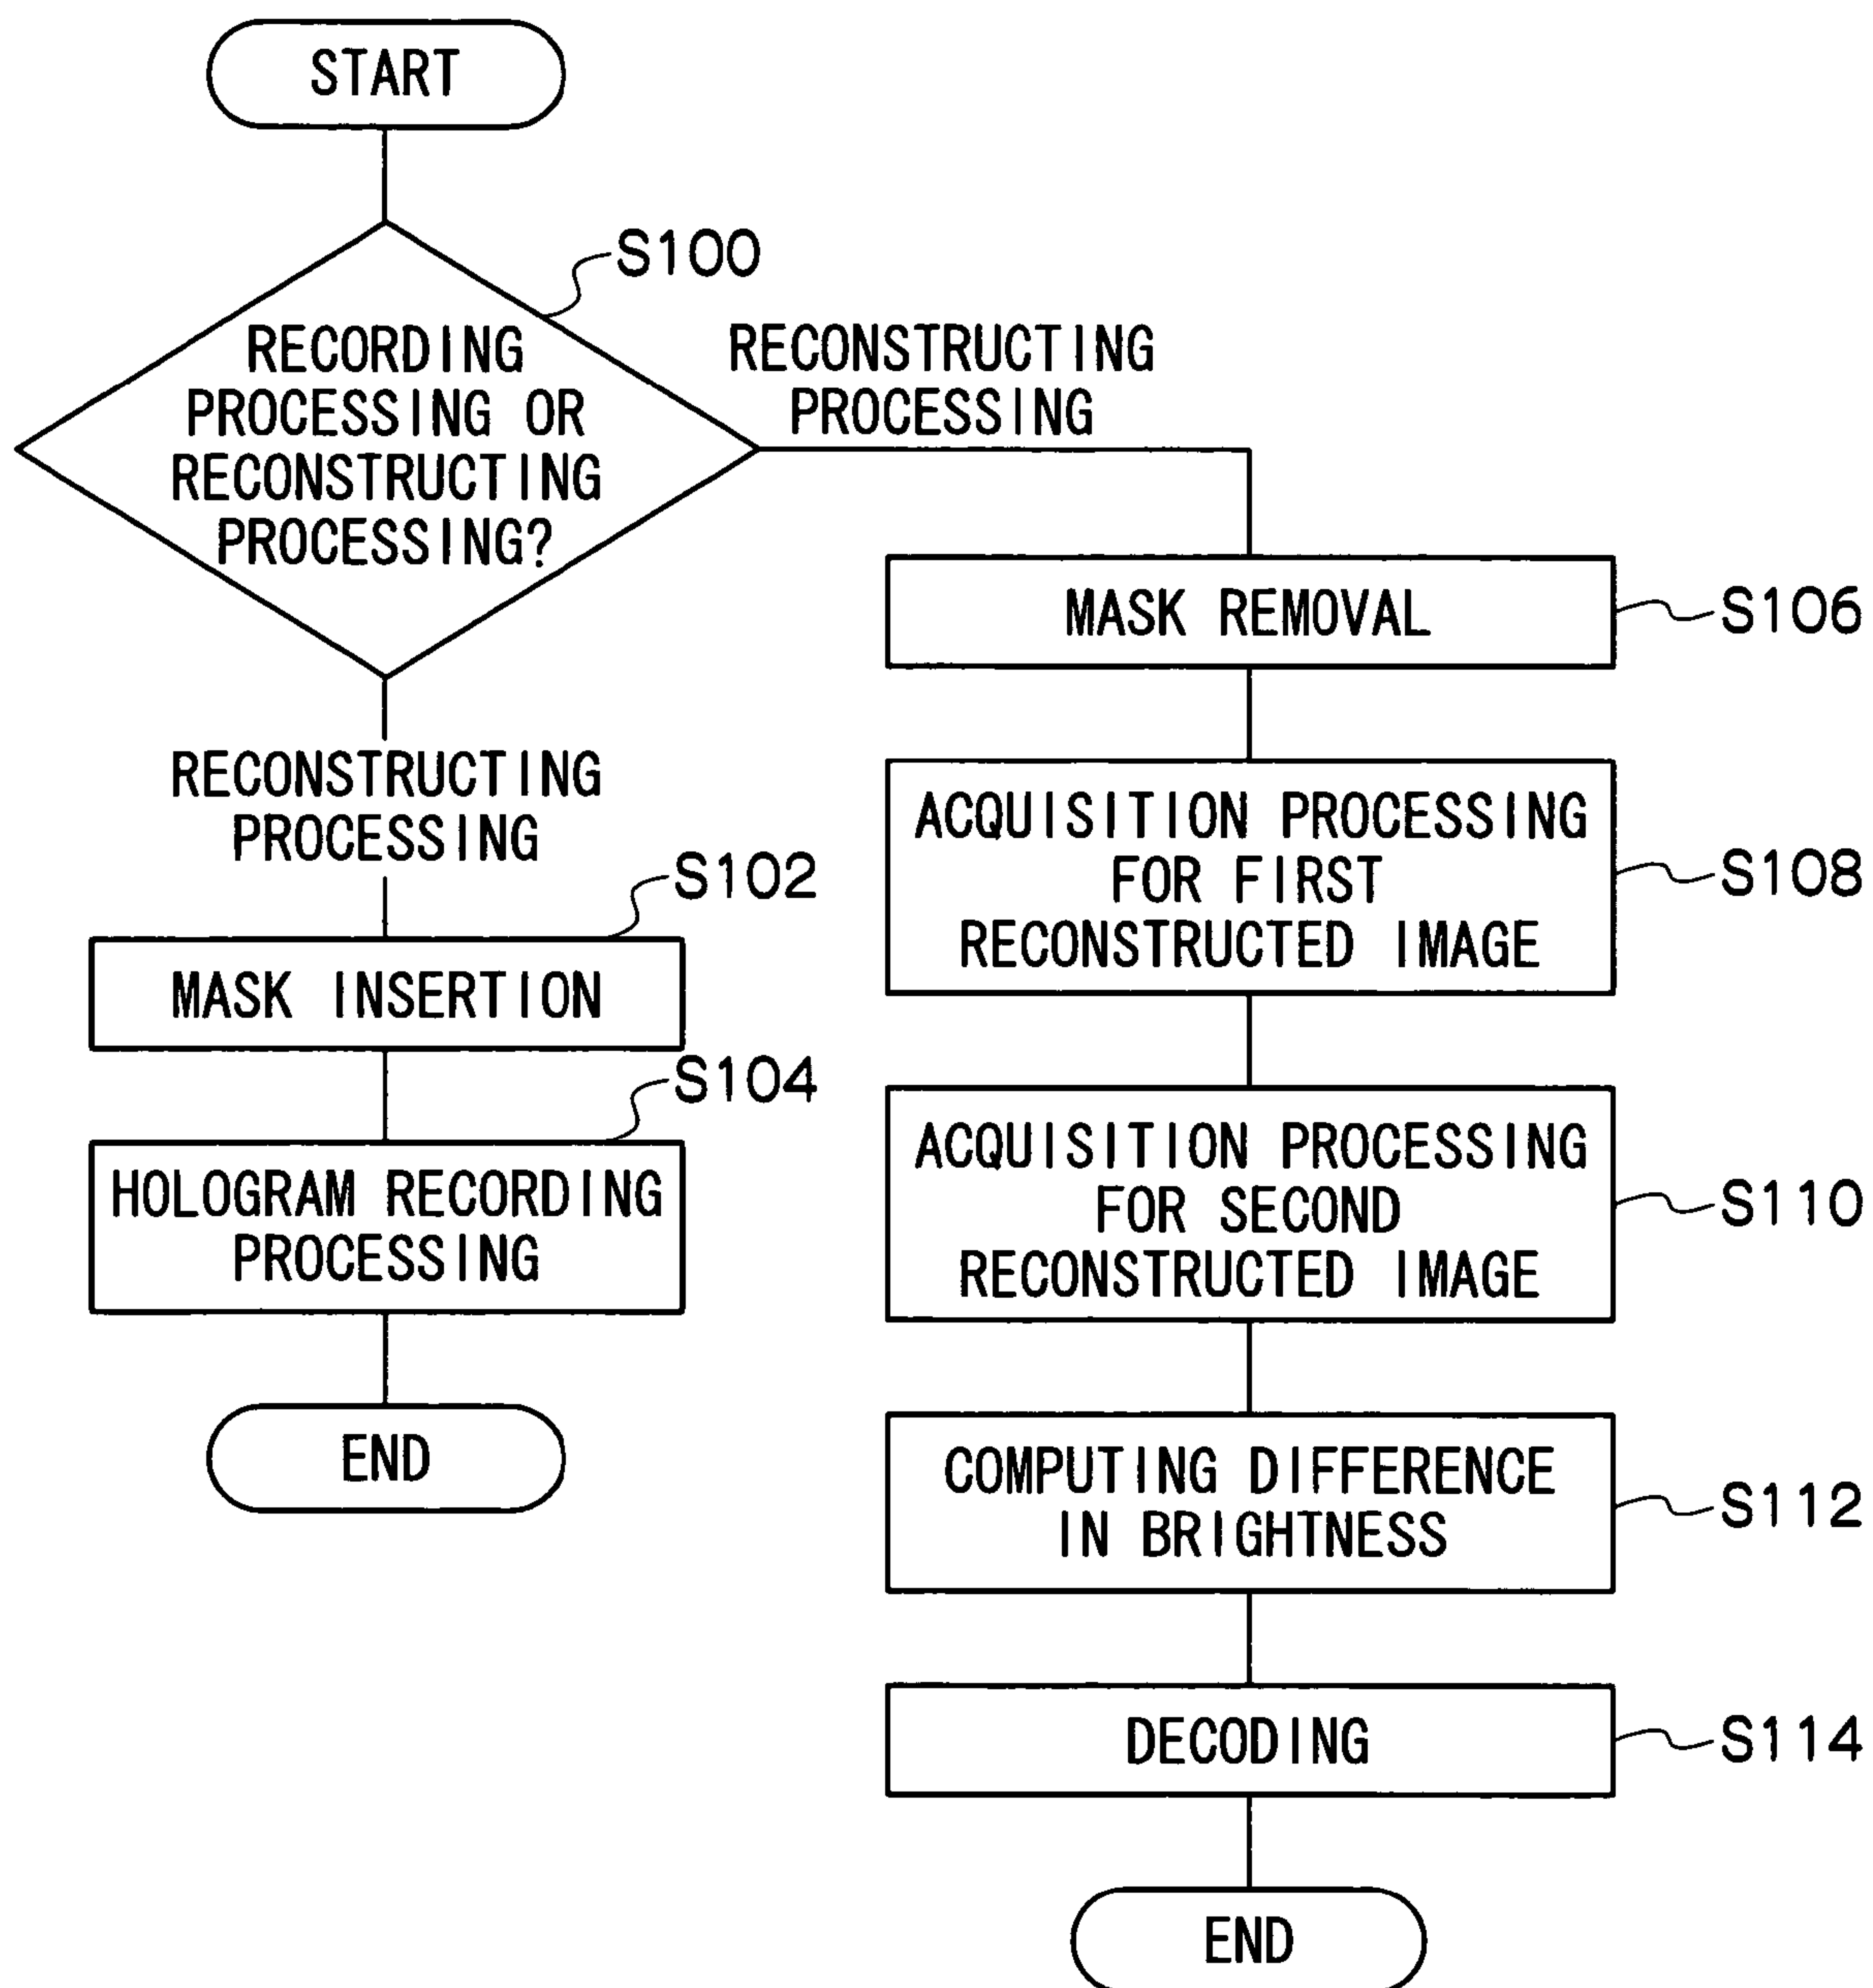 START
S100
RECORDING
PROCESSING OR
RECONSTRUCTING
PROCESSING?
RECONSTRUCTING
PROCESSING
RECONSTRUCTING
PROCESSING
S102
MASK INSERTION
S104
HOLOGRAM RECORDING
PROCESSING
END
MASK REMOVAL
S106
ACQUISITION PROCESSING
FOR FIRST
RECONSTRUCTED IMAGE
S108
ACQUISITION PROCESSING
FOR SECOND
RECONSTRUCTED IMAGE
S110
COMPUTING DIFFERENCE
IN BRIGHTNESS
S112
DECODING
S114
END